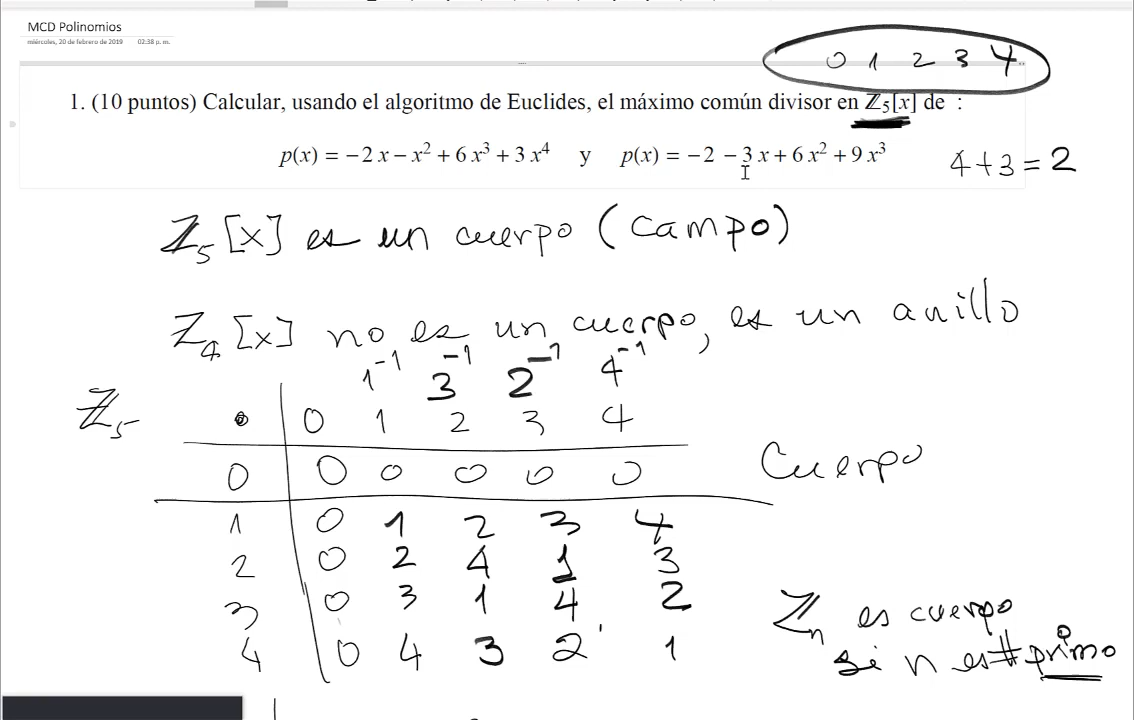 MCD Polinomios
miércoles, 20 de febrero de 2019 02:38 p. m.
0 1 2 3 4
1. (10 puntos) Calcular, usando el algoritmo de Euclides, el máximo común divisor en ℤ₅[x] de :
p(x) = −2 x − x² + 6 x³ + 3 x⁴ y p(x) = −2 − 3 x + 6 x² + 9 x³
4+3=2
ℤ₅[x] es un cuerpo (campo)
ℤ₄[x] no es un cuerpo, es un anillo
1⁻¹ 3⁻¹ 2⁻¹ 4⁻¹
ℤ₅ • 0 1 2 3 4
0 0 0 0 0 0
Cuerpo
1 0 1 2 3 4
2 0 2 4 1 3
3 0 3 1 4 2
4 0 4 3 2 1
ℤₙ es cuerpo
si n es # primo